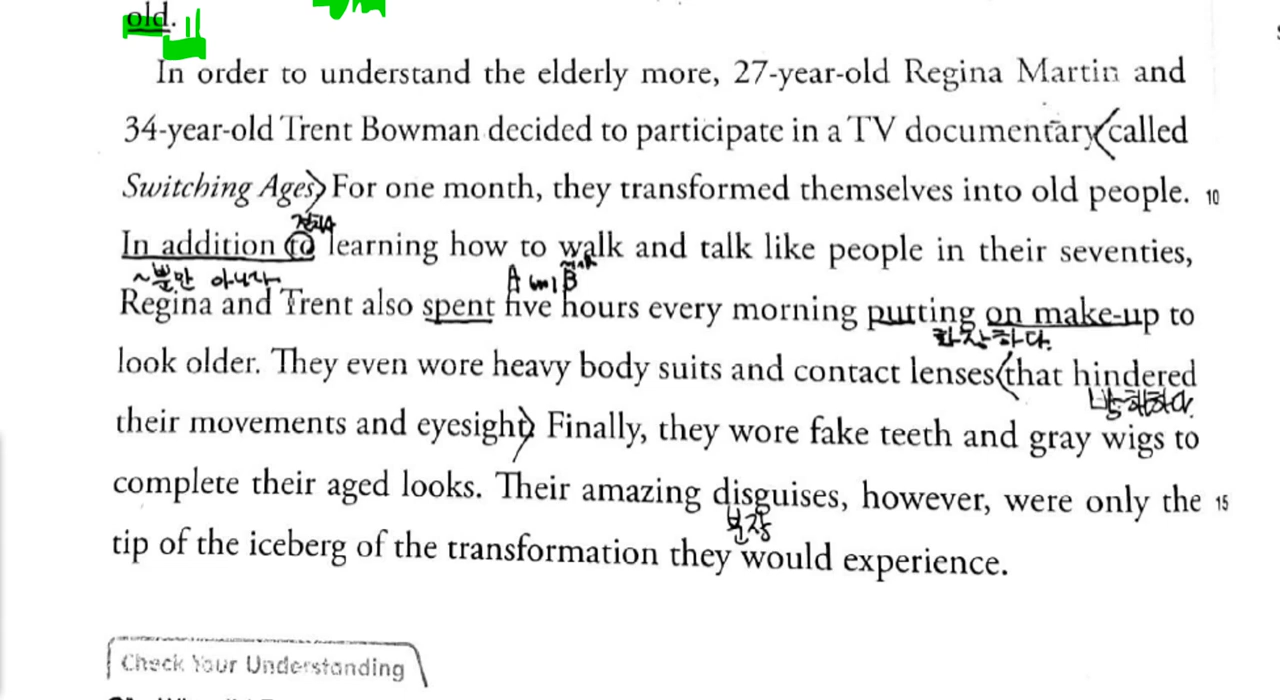 old.
In order to understand the elderly more, 27-year-old Regina Martin and
34-year-old Trent Bowman decided to participate in a TV documentary called
Switching Ages. For one month, they transformed themselves into old people. 10
전치사
In addition to learning how to walk and talk like people in their seventies,
~뿐만 아니라
Regina and Trent also spent five hours every morning putting on make-up to
화장하다.
look older. They even wore heavy body suits and contact lenses that hindered
방해하다.
their movements and eyesight. Finally, they wore fake teeth and gray wigs to
complete their aged looks. Their amazing disguises, however, were only the 15
분장
tip of the iceberg of the transformation they would experience.
Check Your Understanding